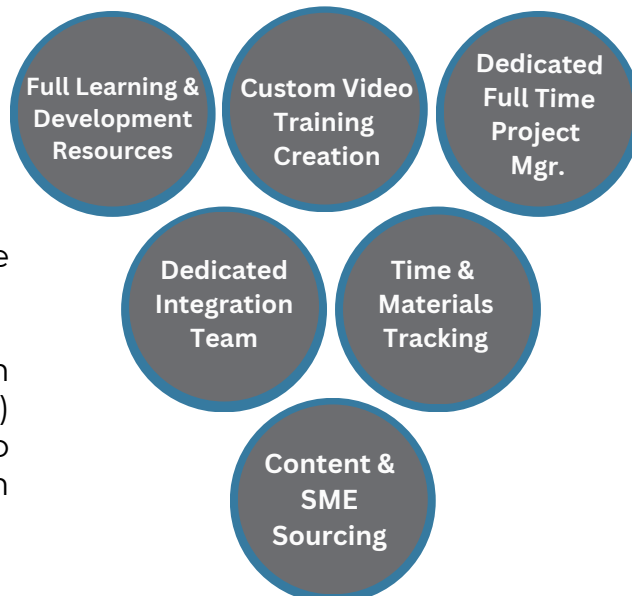 Full Learning &
Development
Resources
Custom Video
Training
Creation
Dedicated
Full Time
Project
Mgr.
e
Dedicated
Integration
Team
Time &
Materials
Tracking
n
)
o
n
Content &
SME
Sourcing